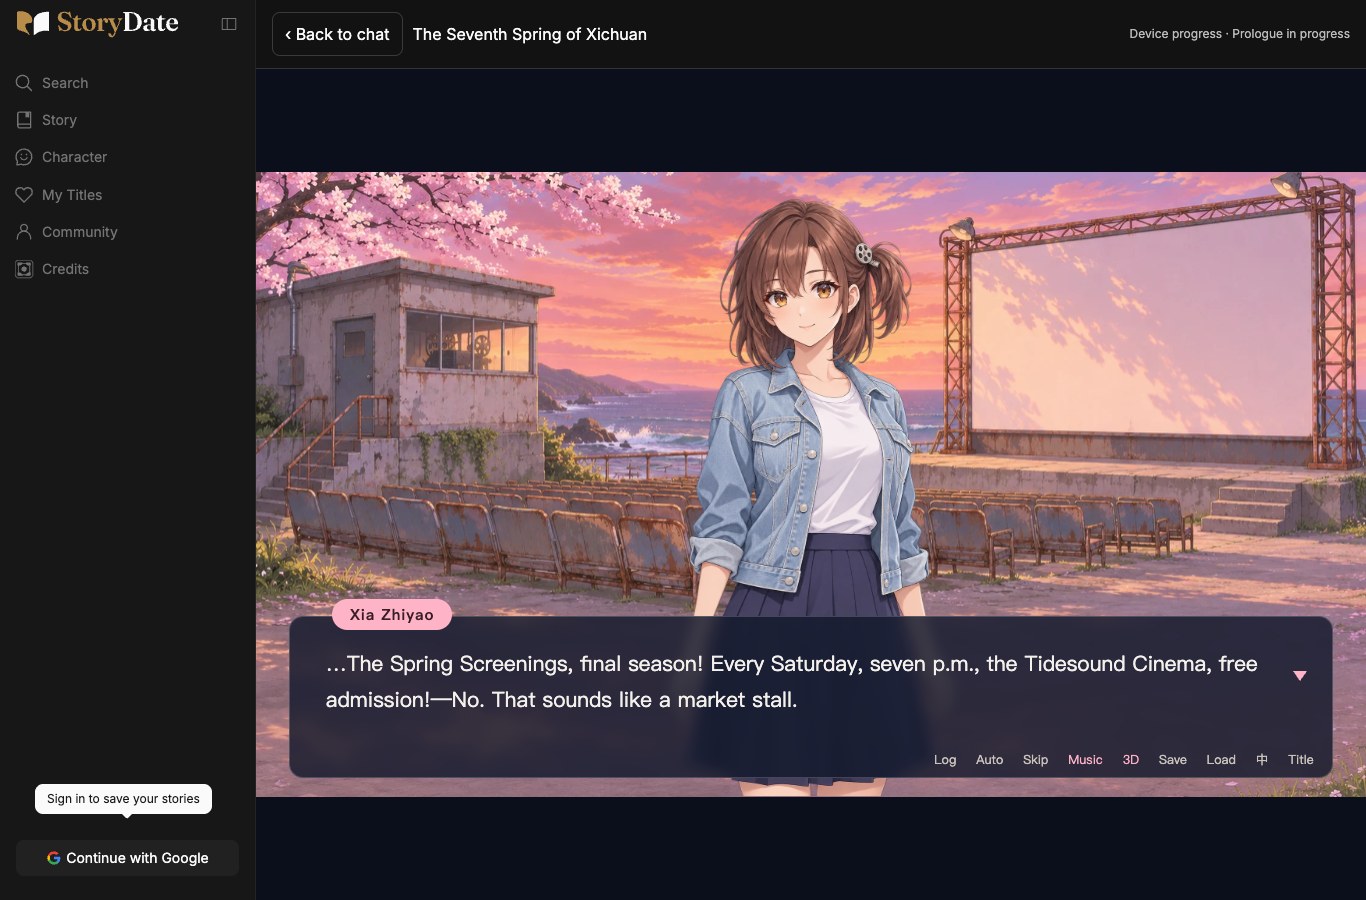 StoryDate
Search
Story
Character
My Titles
Community
Credits
Sign in to save your stories
Continue with Google
‹ Back to chat
The Seventh Spring of Xichuan
Device progress · Prologue in progress
Xia Zhiyao
…The Spring Screenings, final season! Every Saturday, seven p.m., the Tidesound Cinema, free
admission!—No. That sounds like a market stall.
Log Auto Skip Music 3D Save Load 中 Title